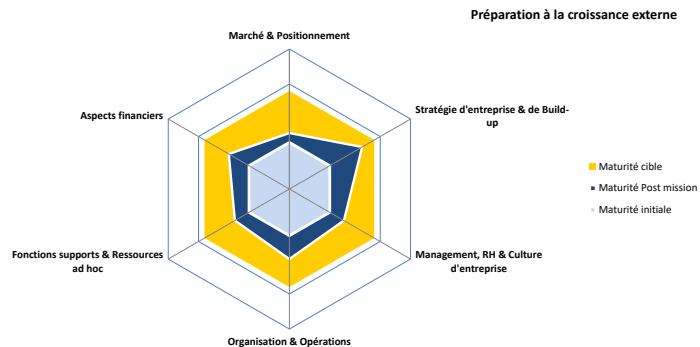 Préparation à la croissance externe
Marché & Positionnement
Aspects financiers
Stratégie d'entreprise & de Build-
up
Maturité cible
Maturité Post mission
Maturité initiale
Fonctions supports & Ressources
ad hoc
Management, RH & Culture
d'entreprise
Organisation & Opérations